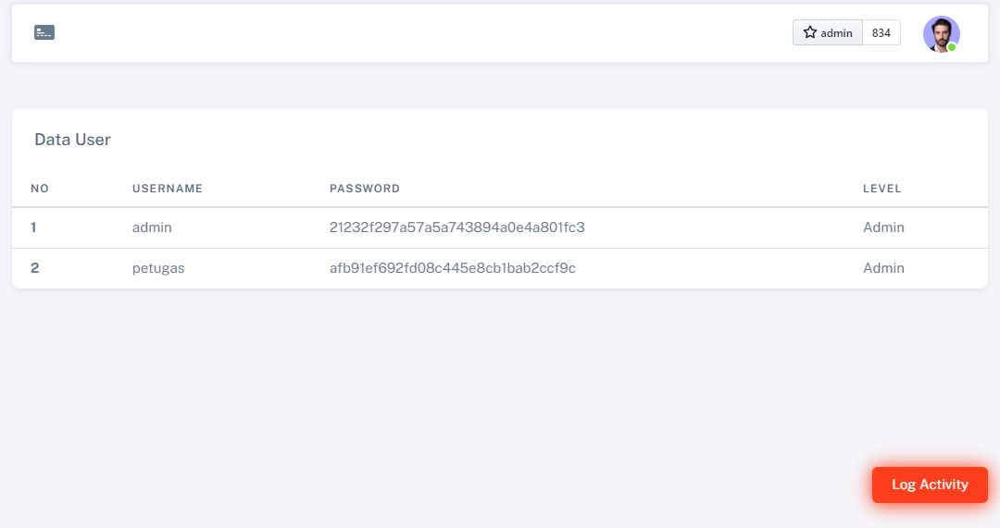 admin 834
Data User
NO USERNAME PASSWORD LEVEL
1 admin 21232f297a57a5a743894a0e4a801fc3 Admin
2 petugas afb91ef692fd08c445e8cb1bab2ccf9c Admin
Log Activity